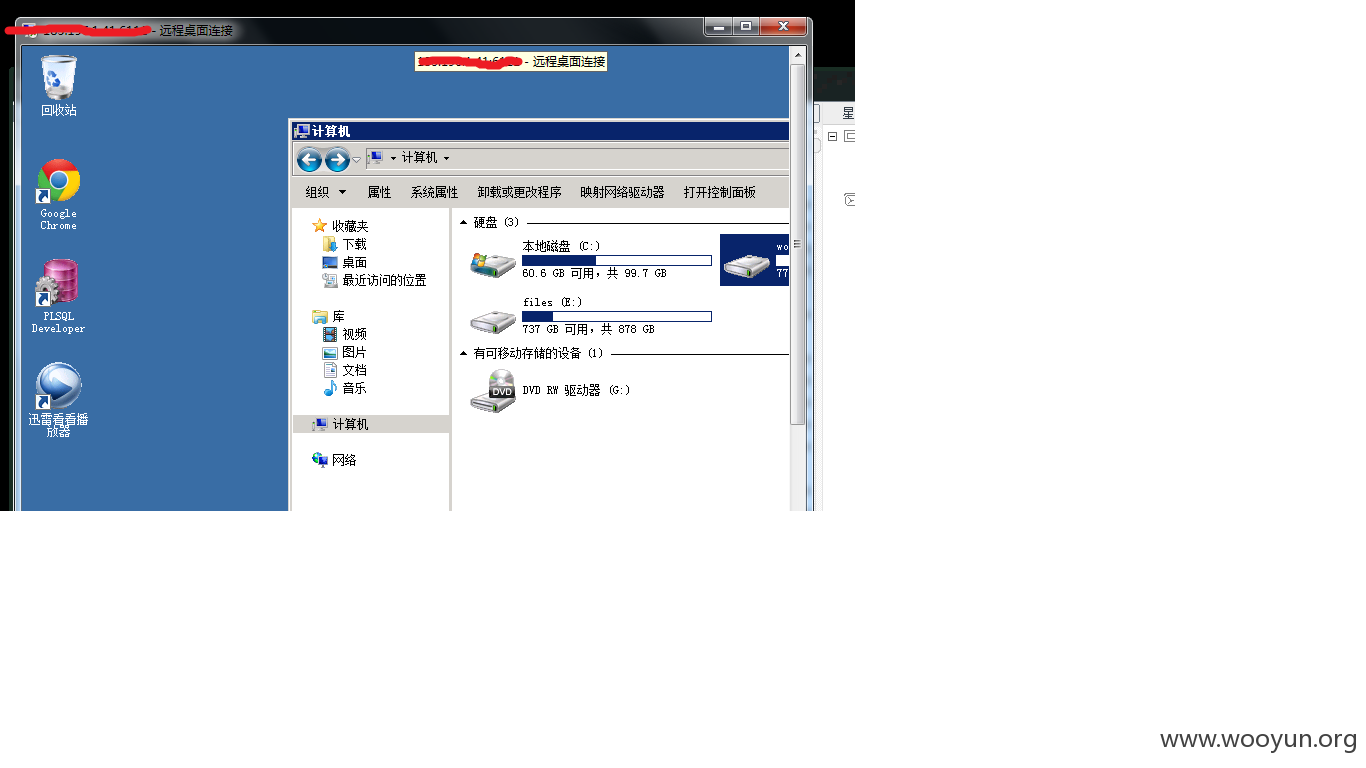 - 远程桌面连接
- 远程桌面连接
回收站
Google
Chrome
PLSQL
Developer
迅雷看看播
放器
计算机
计算机
组织 属性 系统属性 卸载或更改程序 映射网络驱动器 打开控制面板
收藏夹
下载
桌面
最近访问的位置
库
视频
图片
文档
音乐
计算机
网络
硬盘 (3)
本地磁盘 (C:)
60.6 GB 可用，共 99.7 GB
wo
77
files (E:)
737 GB 可用，共 878 GB
有可移动存储的设备 (1)
DVD
DVD RW 驱动器 (G:)
星
www.wooyun.org